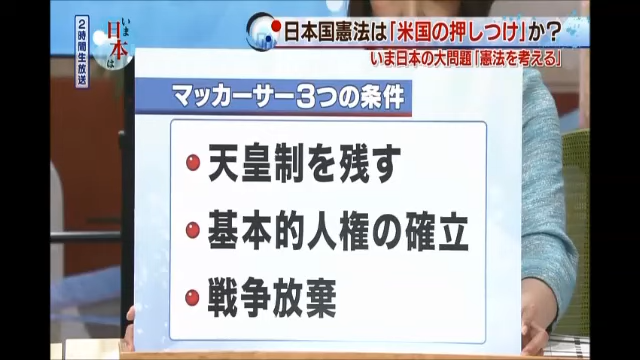 2時間生放送
いま
日本は
日本国憲法は「米国の押しつけ」か?
いま日本の大問題「憲法を考える」
マッカーサー3つの条件
•天皇制を残す
•基本的人権の確立
•戦争放棄